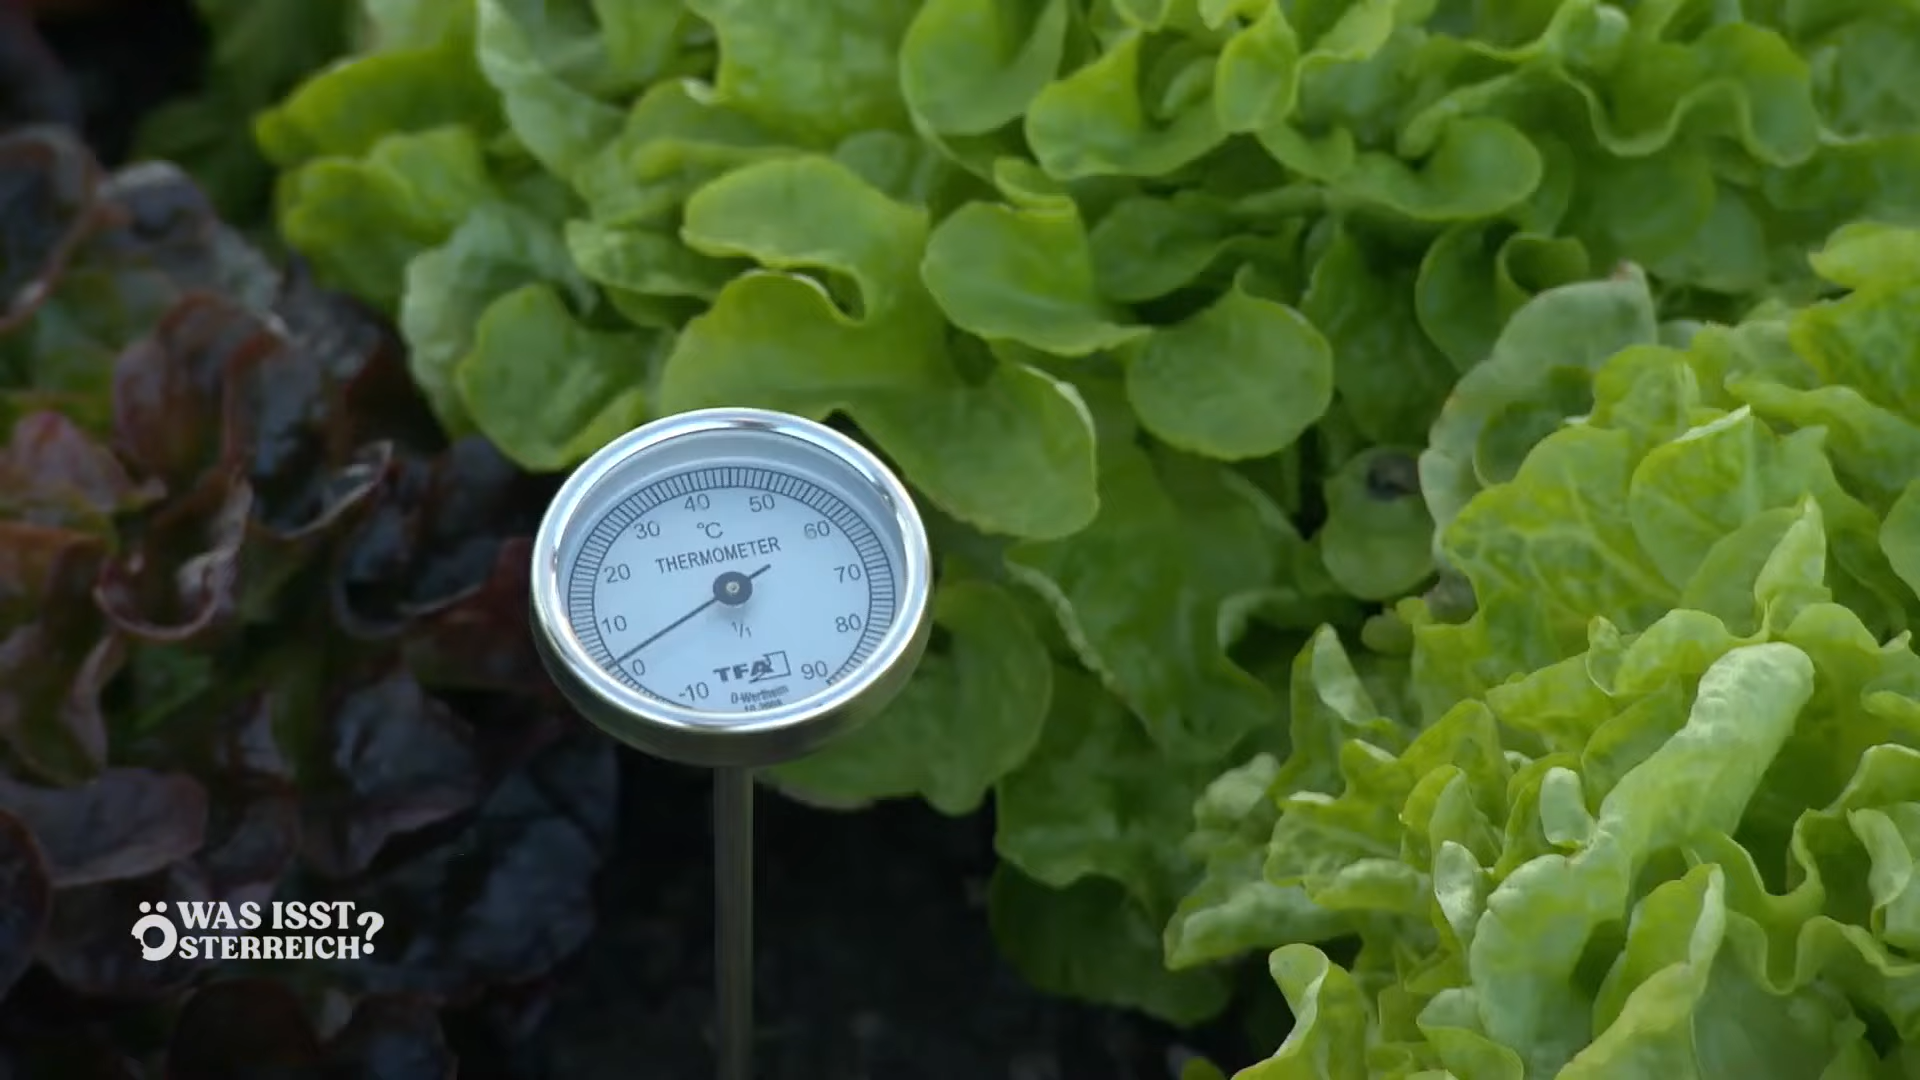 40 50
30 °C 60
THERMOMETER
20 70
10 80
1/1
0 TFA 90
-10 D-Wertheim
WAS ISST
ÖSTERREICH?